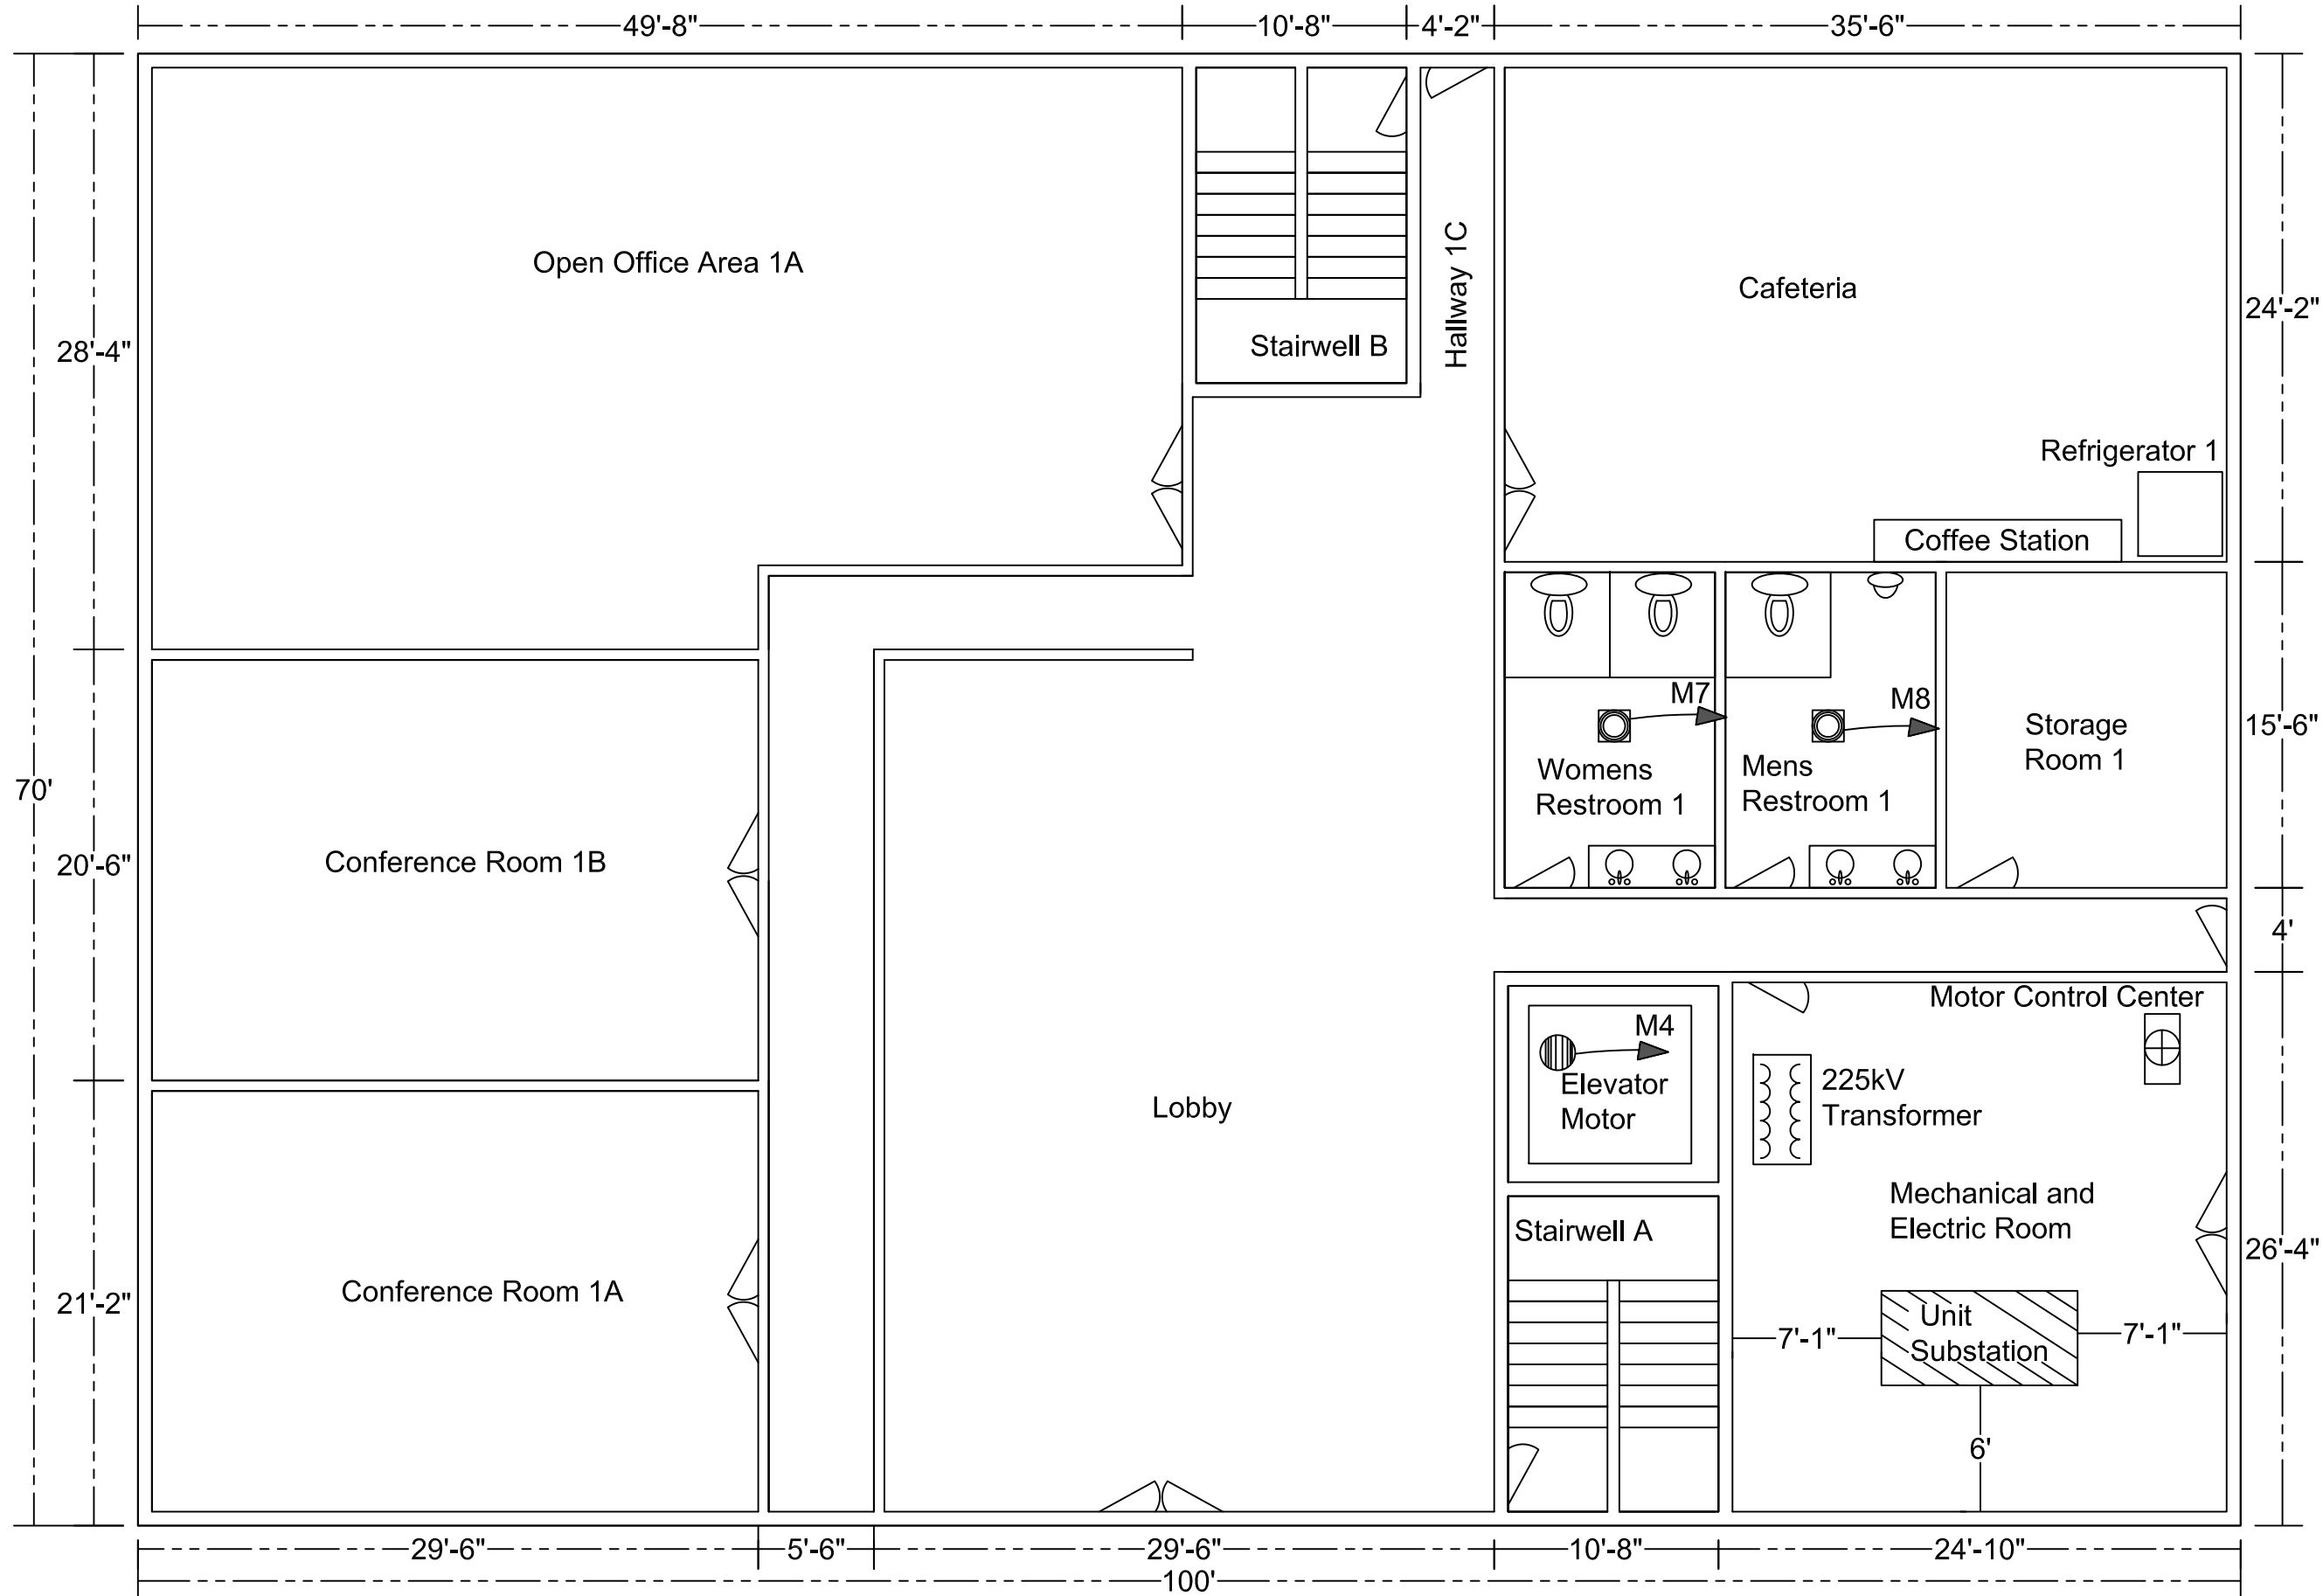 49'-8"
10'-8"
4'-2"
35'-6"
Open Office Area 1A
Stairwell B
Hallway 1C
Cafeteria
24'-2"
28'-4"
Refrigerator 1
Coffee Station
M7
M8
Storage
Room 1
15'-6"
Womens
Restroom 1
Mens
Restroom 1
70'
20'-6"
Conference Room 1B
4'
Motor Control Center
M4
Elevator
Motor
225kV
Transformer
Lobby
Mechanical and
Electric Room
Stairwell A
26'-4"
Conference Room 1A
21'-2"
Unit
Substation
7'-1"
7'-1"
6'
29'-6"
5'-6"
29'-6"
10'-8"
24'-10"
100'